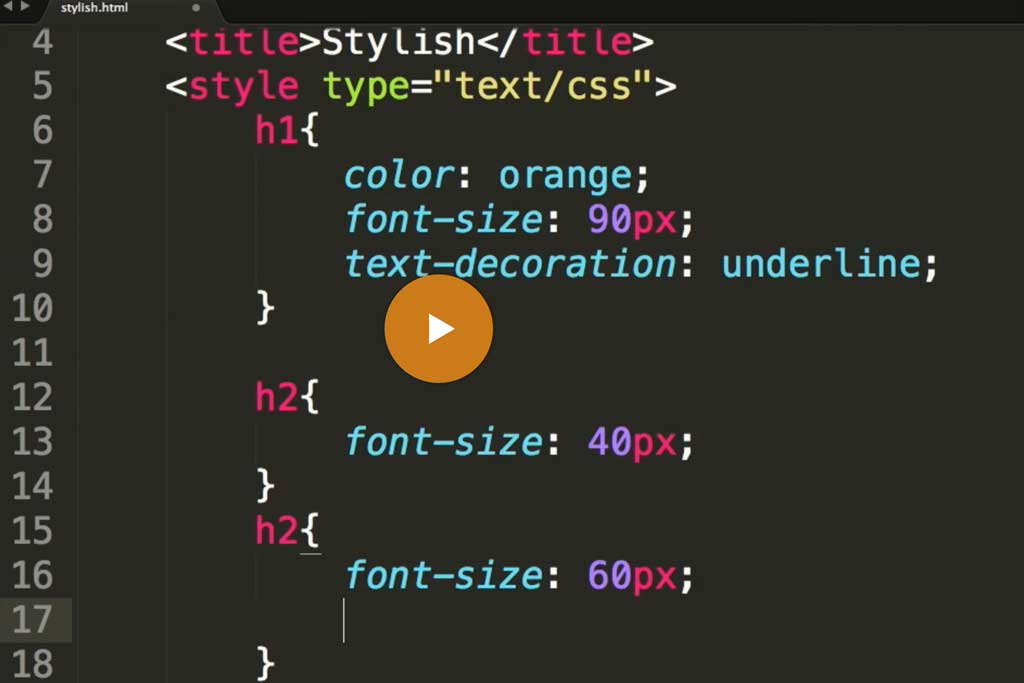 stylish.html
4 <title>Stylish</title>
5 <style type="text/css">
6 h1{
7 color: orange;
8 font-size: 90px;
9 text-decoration: underline;
10 }
11
12 h2{
13 font-size: 40px;
14 }
15 h2{
16 font-size: 60px;
17
18 }